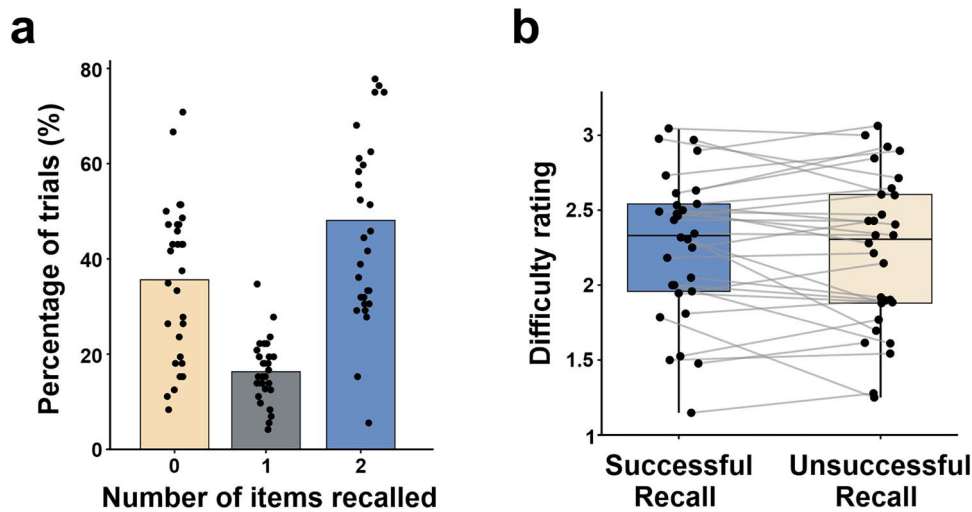 a
b
Percentage of trials (%)
80
60
40
20
0
0 1 2
Number of items recalled
Difficulty rating
3
2.5
2
1.5
1
Successful
Recall
Unsuccessful
Recall